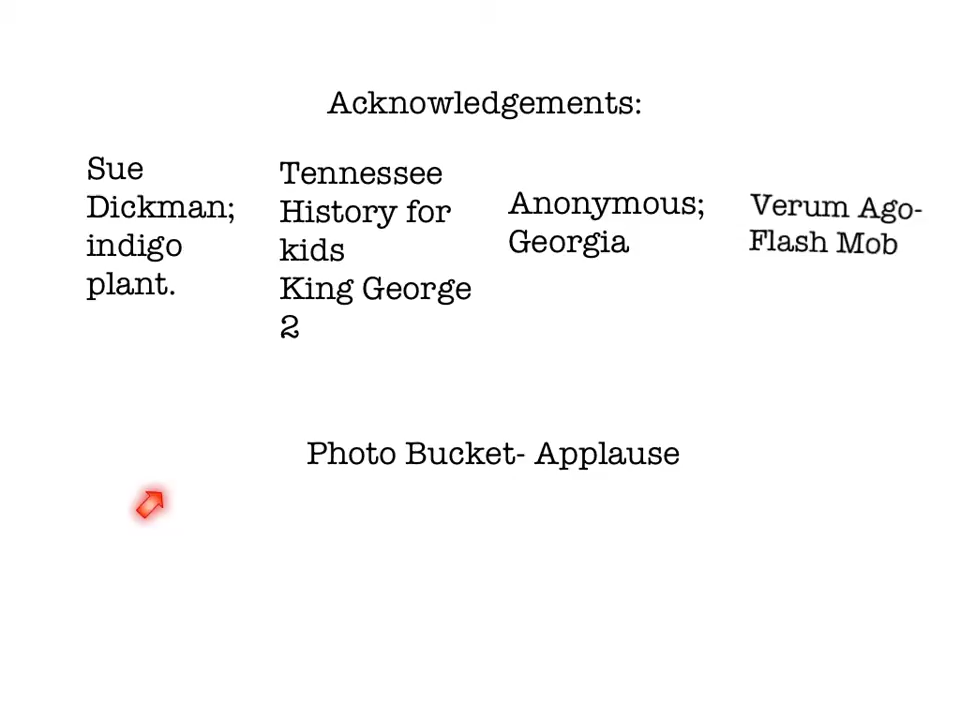 Acknowledgements:
Sue
Dickman;
indigo
plant.
Tennessee
History for
kids
King George
2
Anonymous;
Georgia
Verum Ago-
Flash Mob
Photo Bucket- Applause